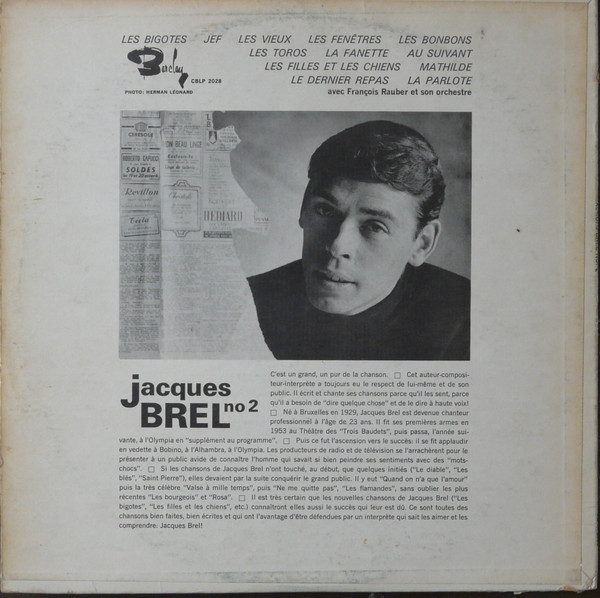 LES BIGOTES JEF LES VIEUX LES FENÊTRES LES BONBONS
LES TOROS LA FANETTE AU SUIVANT
LES FILLES ET LES CHIENS MATHILDE
LE DERNIER REPAS LA PARLOTE
avec François Rauber et son orchestre
Barclay
CBLP 2028
PHOTO: HERMAN LÉONARD
ROBERTO CAPUCCI
SOLDES
Révillon
HEDIARD
jacques
BREL no 2
C'est un grand, un pur de la chanson. □ Cet auteur-composi-
teur-interprète a toujours eu le respect de lui-même et de son
public. Il écrit et chante ses chansons parce qu'il les sent, parce
qu'il a besoin de "dire quelque chose" et de le dire à hauts voix!
□ Né à Bruxelles en 1929, Jacques Brel est devenue chanteur
professionnel à l'âge de 23 ans. Il fit ses premières armes en
1953 au Théâtre des "Trois Baudets", puis passa, l'année sui-
vante, à l'Olympia en "supplément au programme". □ Puis ce fut l'ascension vers le succès: il se fit applaudir
en vedette à Bobino, à l'Alhambra, à l'Olympia. Les producteurs de radio et de télévision se l'arrachèrent pour le
présenter à un public avide de connaître l'homme qui savait si bien peindre ses sentiments avec des "mots-
chocs". □ Si les chansons de Jacques Brel n'ont touché, au début, que quelques initiés ("Le diable", "Les
blés", "Saint Pierre"), elles devaient par la suite conquérir le grand public. Il y eut "Quand on n'a que l'amour"
puis la très célèbre "Valse à mille temps", puis "Ne me quitte pas", "Les flamandes", sans oublier les plus
récentes "Les bourgeois" et "Rosa". □ Il est très certain que les nouvelles chansons de Jacques Brel ("Les
bigotes", "Les filles et les chiens", etc.) connaîtront elles aussi le succès qui leur est dû. Ce sont toutes des
chansons bien faites, bien écrites et qui ont l'avantage d'être défendues par un interprète qui sait les aimer et les
comprendre: Jacques Brel!